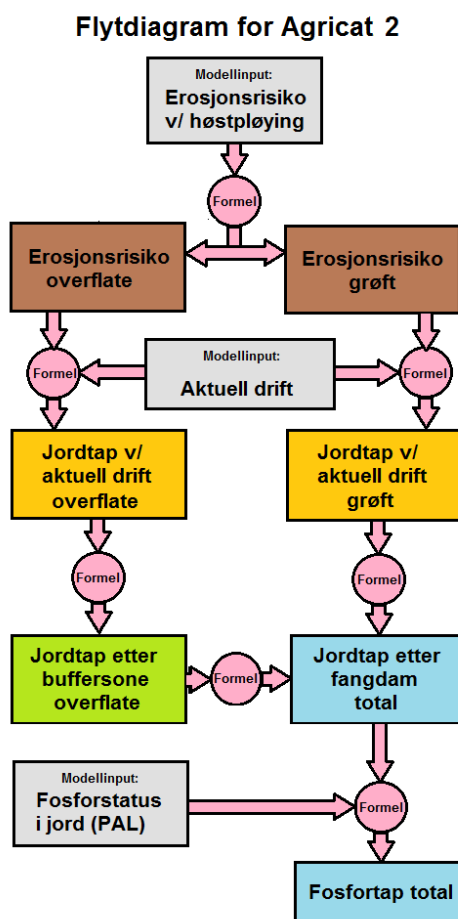 Flytdiagram for Agricat 2
Modellinput:
Erosjonsrisiko
v/ høstpløying
Formel
Erosjonsrisiko
overflate
Erosjonsrisiko
grøft
Formel
Modellinput:
Aktuell drift
Formel
Jordtap v/
aktuell drift
overflate
Jordtap v/
aktuell drift
grøft
Formel
Formel
Jordtap etter
buffersone
overflate
Formel
Jordtap etter
fangdam
total
Modellinput:
Fosforstatus
i jord (PAL)
Formel
Fosfortap total